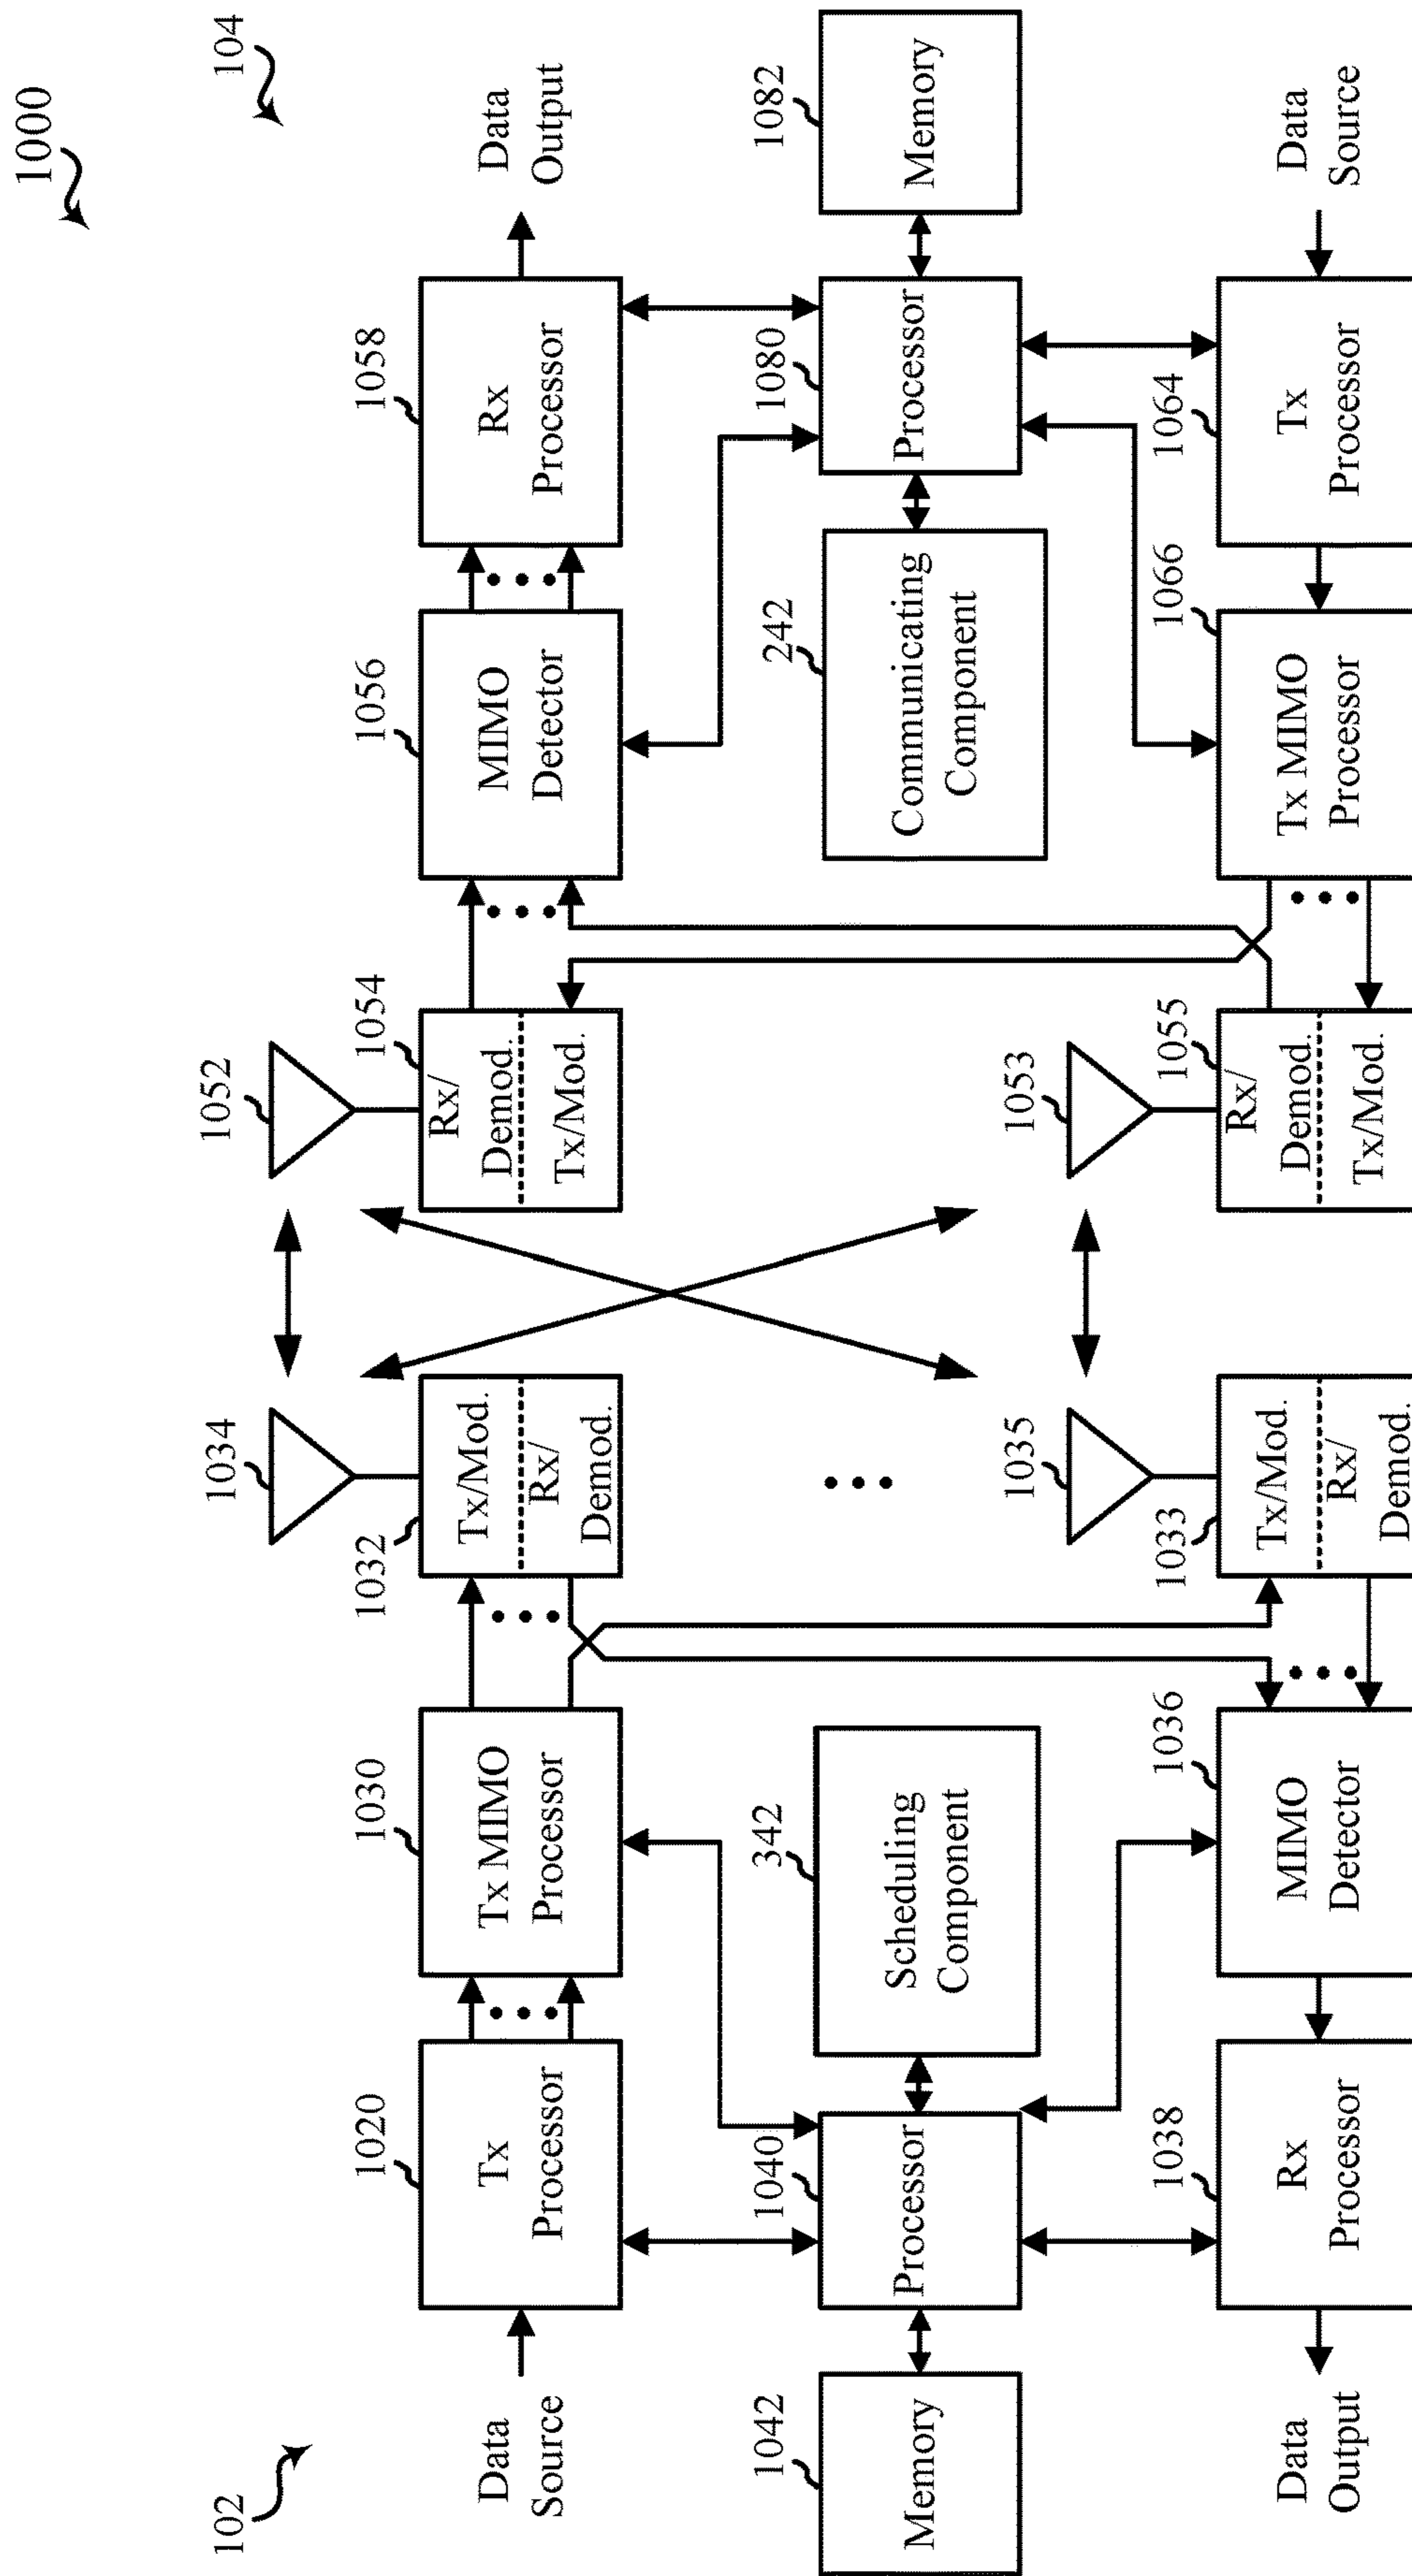 1000
102
104
1034
1052
Data
Source
1020
Tx
Processor
1030
Tx MIMO
Processor
1032
Tx/Mod.
Rx/
Demod.
1054
Rx/
Demod.
Tx/Mod.
1056
MIMO
Detector
1058
Rx
Processor
Data
Output
1042
Memory
1040
Processor
342
Scheduling
Component
242
Communicating
Component
1080
Processor
1082
Memory
1035
1053
Data
Output
1038
Rx
Processor
1036
MIMO
Detector
1033
Tx/Mod.
Rx/
Demod.
1055
Rx/
Demod.
Tx/Mod.
1066
Tx MIMO
Processor
1064
Tx
Processor
Data
Source